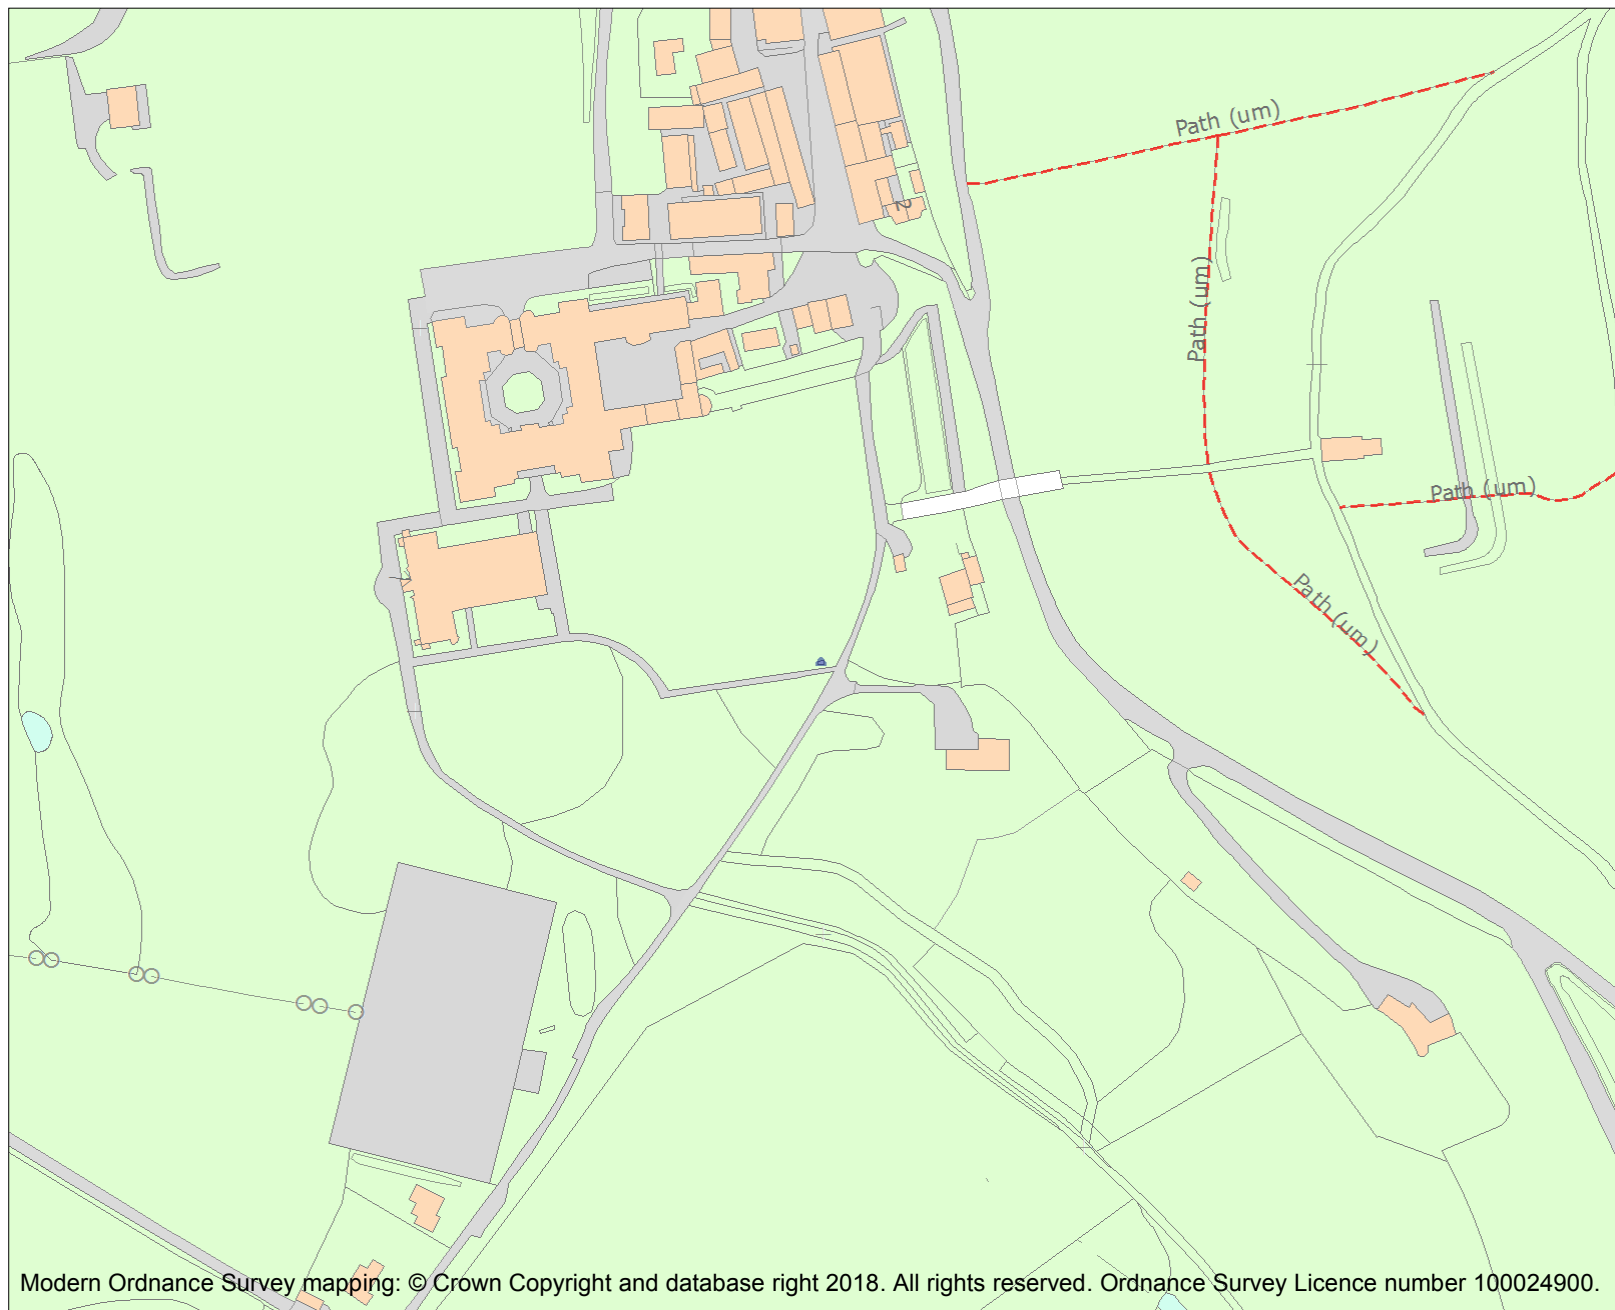 Path (um)
2
Path (um)
Path (um)
Path (um)
Modern Ordnance Survey mapping: © Crown Copyright and database right 2018. All rights reserved. Ordnance Survey Licence number 100024900.